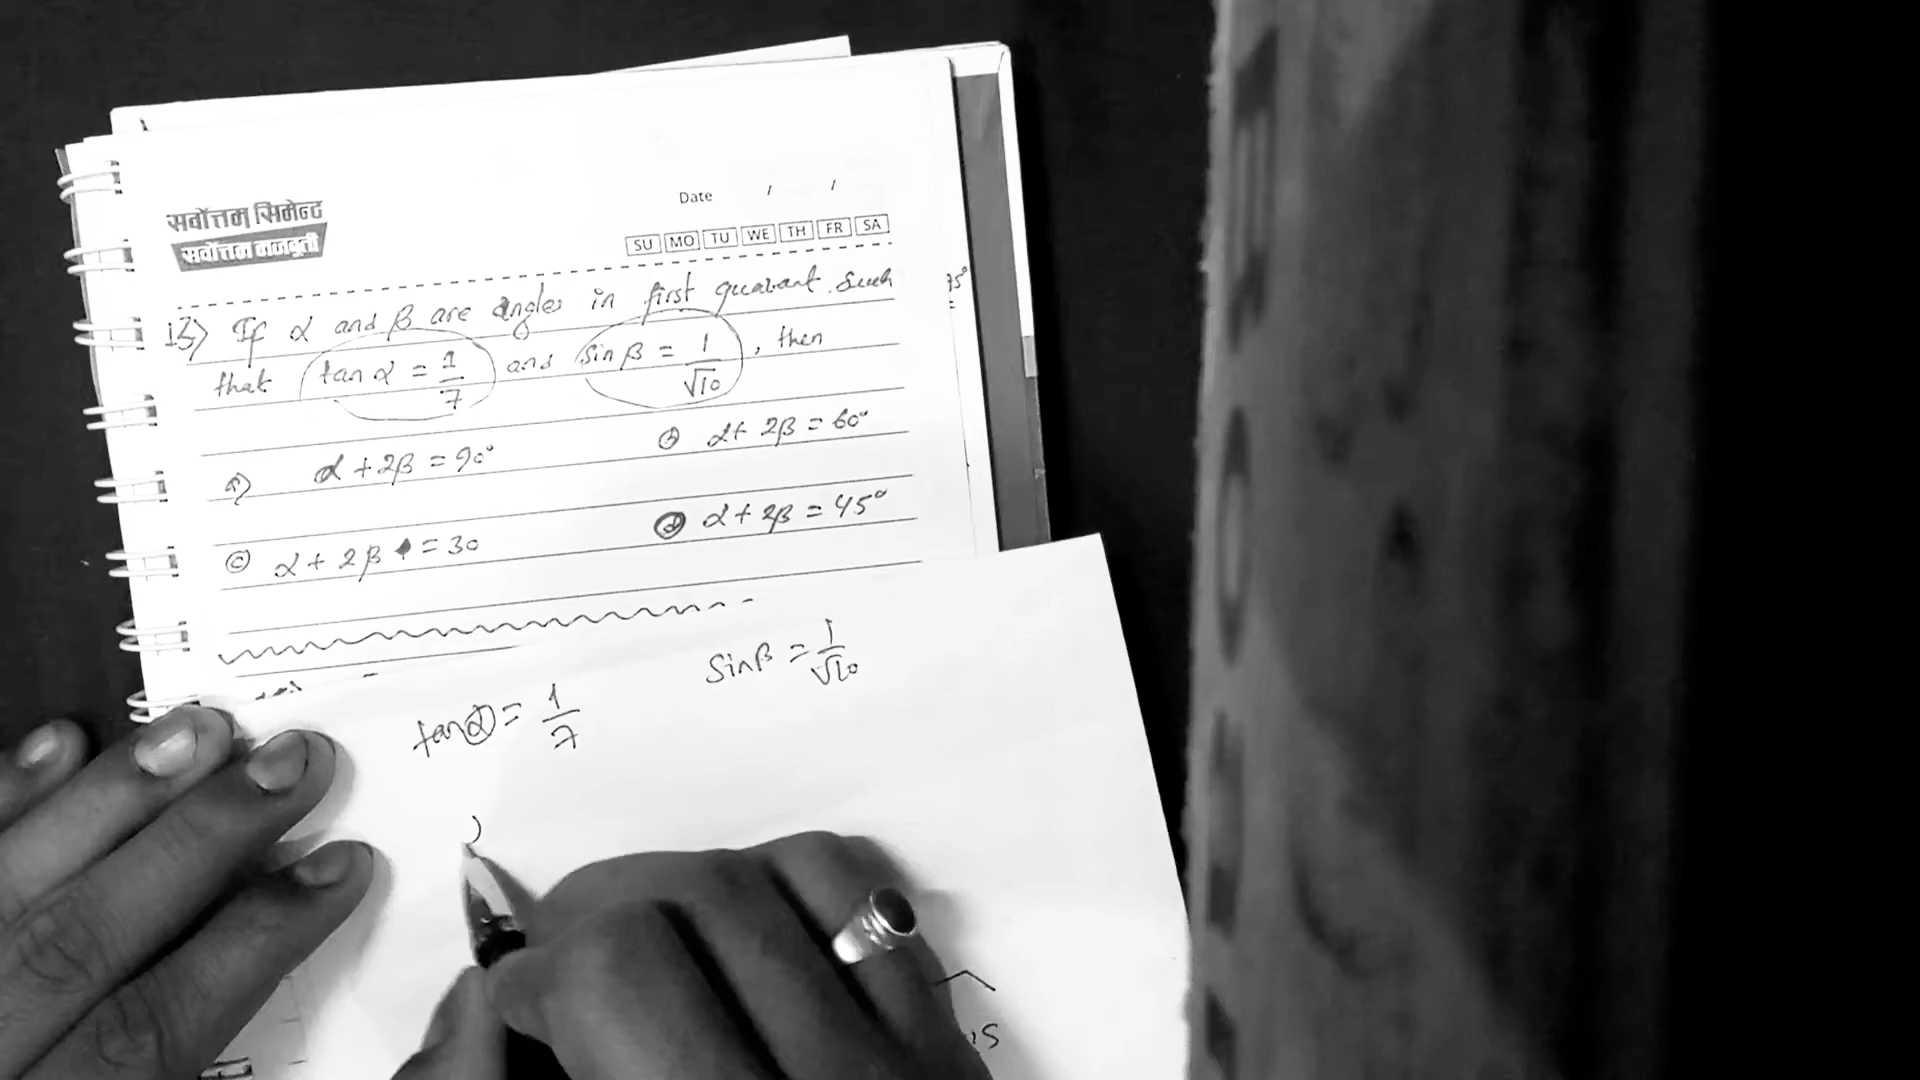 सर्वोत्तम सिमेन्ट
सर्वोत्तम मजबूती
Date / /
SU MO TU WE TH FR SA
13) If α and β are angles in first quarant such
that tan α = 1/7 and sin β = 1/√10, then
a) α + 2β = 90°
b) α + 2β = 60°
c) α + 2β = 30
d) α + 2β = 45°
tan α = 1/7
sin β = 1/√10